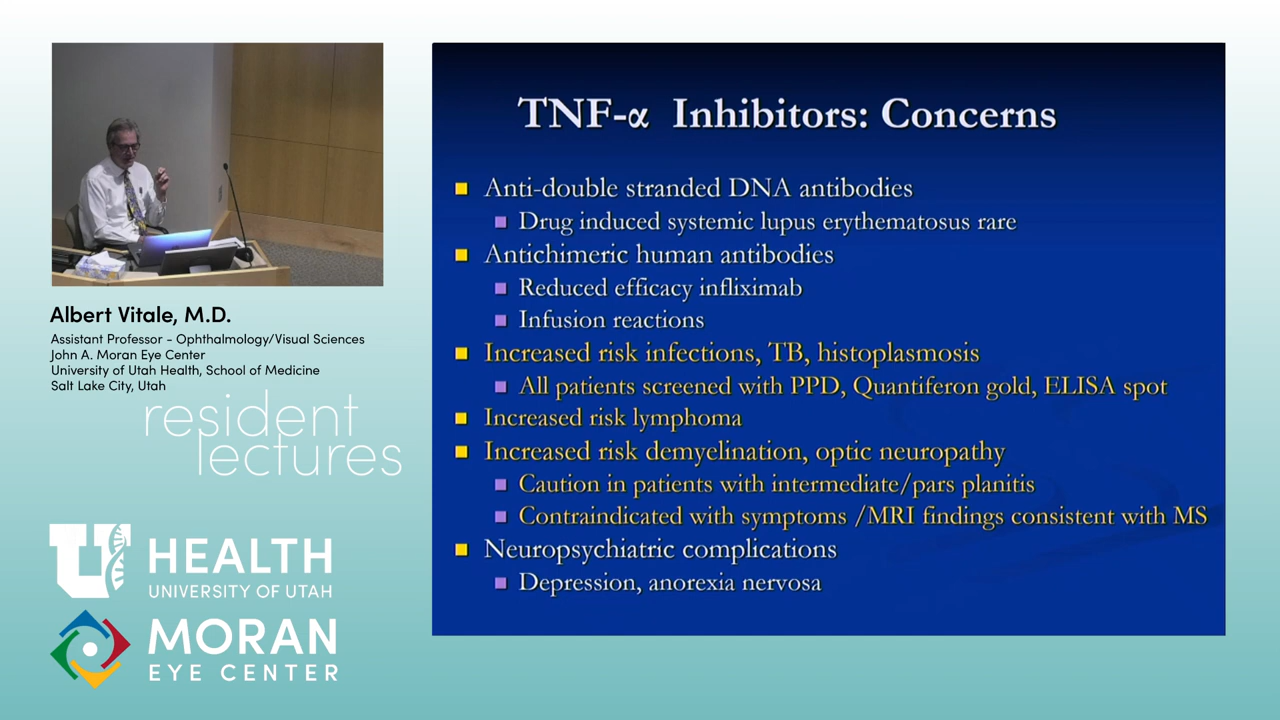 Albert Vitale, M.D.
Assistant Professor - Ophthalmology/Visual Sciences
John A. Moran Eye Center
University of Utah Health, School of Medicine
Salt Lake City, Utah
resident
lectures
U HEALTH
UNIVERSITY OF UTAH
MORAN
EYE CENTER
TNF-α Inhibitors: Concerns
Anti-double stranded DNA antibodies
Drug induced systemic lupus erythematosus rare
Antichimeric human antibodies
Reduced efficacy infliximab
Infusion reactions
Increased risk infections, TB, histoplasmosis
All patients screened with PPD, Quantiferon gold, ELISA spot
Increased risk lymphoma
Increased risk demyelination, optic neuropathy
Caution in patients with intermediate/pars planitis
Contraindicated with symptoms /MRI findings consistent with MS
Neuropsychiatric complications
Depression, anorexia nervosa